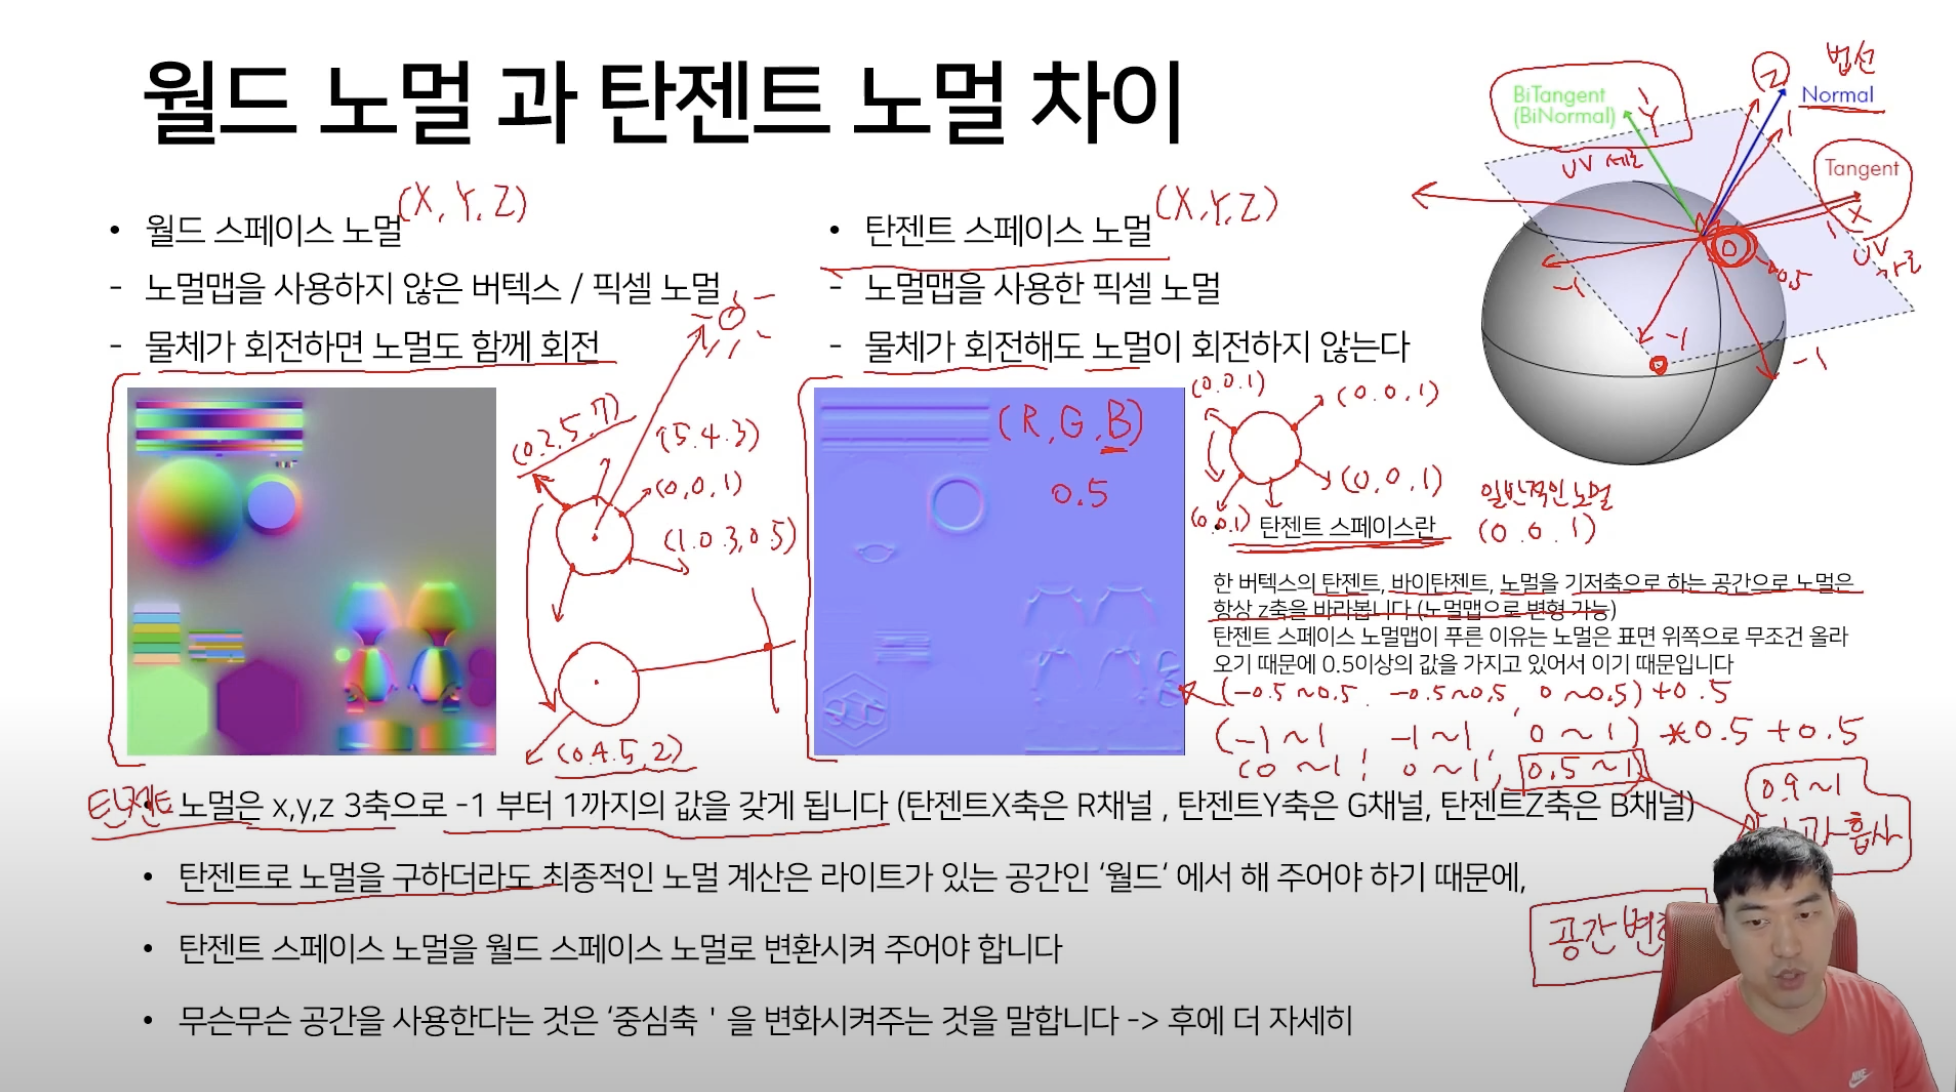 월드 노멀 과 탄젠트 노멀 차이
• 월드 스페이스 노멀 (X, Y, Z)
- 노멀맵을 사용하지 않은 버텍스 / 픽셀 노멀
- 물체가 회전하면 노멀도 함께 회전
(0.2, 5, 7)
(5.4.3)
(0,0,1)
(1.0.3,0.5)
(0.4.5,2)
• 탄젠트 스페이스 노멀 (X,Y,Z)
- 노멀맵을 사용한 픽셀 노멀
- 물체가 회전해도 노멀이 회전하지 않는다
(R,G,B)
0.5
(0.0.1)
(0.0.1)
(0.0.1)
(0.0.1)
법선
Z
Normal
1
BiTangent
(BiNormal)
1
Y
UV 세로
Tangent
X
1
UV
가로
0
-0.5
-1
-1
-1
일반적인 노멀
(0.0.1)
• 탄젠트 스페이스란
한 버텍스의 탄젠트, 바이탄젠트, 노멀을 기저축으로 하는 공간으로 노멀은
항상 z축을 바라봅니다 (노멀맵으로 변형 가능)
탄젠트 스페이스 노멀맵이 푸른 이유는 노멀은 표면 위쪽으로 무조건 올라
오기 때문에 0.5이상의 값을 가지고 있어서 이기 때문입니다
(-0.5~0.5, -0.5~0.5, 0~0.5) +0.5
(-1~1, -1~1, 0~1) *0.5 +0.5
(0~1, 0~1, 0.5~1)
0.9~1
흡사
탄젠트
• 노멀은 x,y,z 3축으로 -1 부터 1까지의 값을 갖게 됩니다 (탄젠트X축은 R채널 , 탄젠트Y축은 G채널, 탄젠트Z축은 B채널)
• 탄젠트로 노멀을 구하더라도 최종적인 노멀 계산은 라이트가 있는 공간인 ‘월드‘ 에서 해 주어야 하기 때문에,
• 탄젠트 스페이스 노멀을 월드 스페이스 노멀로 변환시켜 주어야 합니다
공간
• 무슨무슨 공간을 사용한다는 것은 ‘중심축 ' 을 변화시켜주는 것을 말합니다 -> 후에 더 자세히